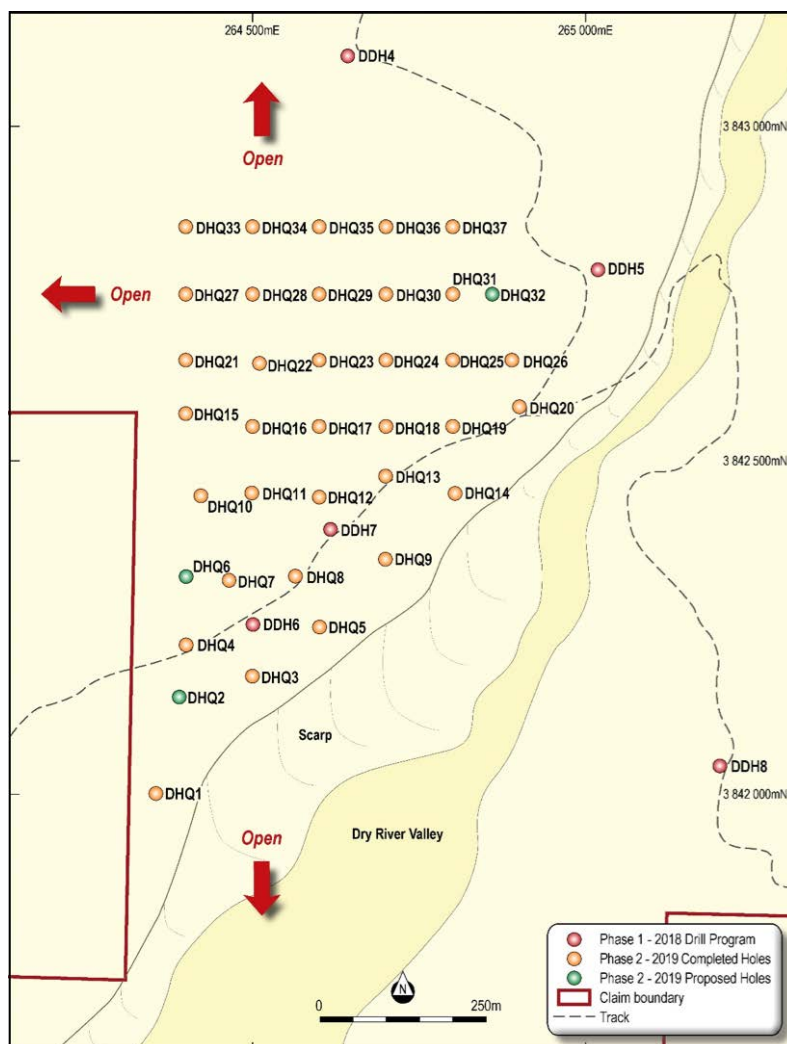 264 500mE
265 000mE
DDH4
3 843 000mN
Open
DHQ33
DHQ34
DHQ35
DHQ36
DHQ37
DDH5
Open
DHQ27
DHQ28
DHQ29
DHQ30
DHQ31
DHQ32
DHQ21
DHQ22
DHQ23
DHQ24
DHQ25
DHQ26
DHQ15
DHQ16
DHQ17
DHQ18
DHQ19
DHQ20
3 842 500mN
DHQ10
DHQ11
DHQ12
DHQ13
DHQ14
DDH7
DHQ6
DHQ7
DHQ8
DHQ9
DDH6
DHQ5
DHQ4
DHQ3
DHQ2
Scarp
DDH8
DHQ1
3 842 000mN
Open
Dry River Valley
Phase 1 - 2018 Drill Program
Phase 2 - 2019 Completed Holes
Phase 2 - 2019 Proposed Holes
Claim boundary
Track
N
0
250m